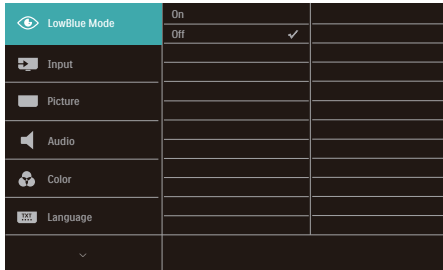 LowBlue Mode
On
Off
Input
Picture
Audio
Color
TXT
Language